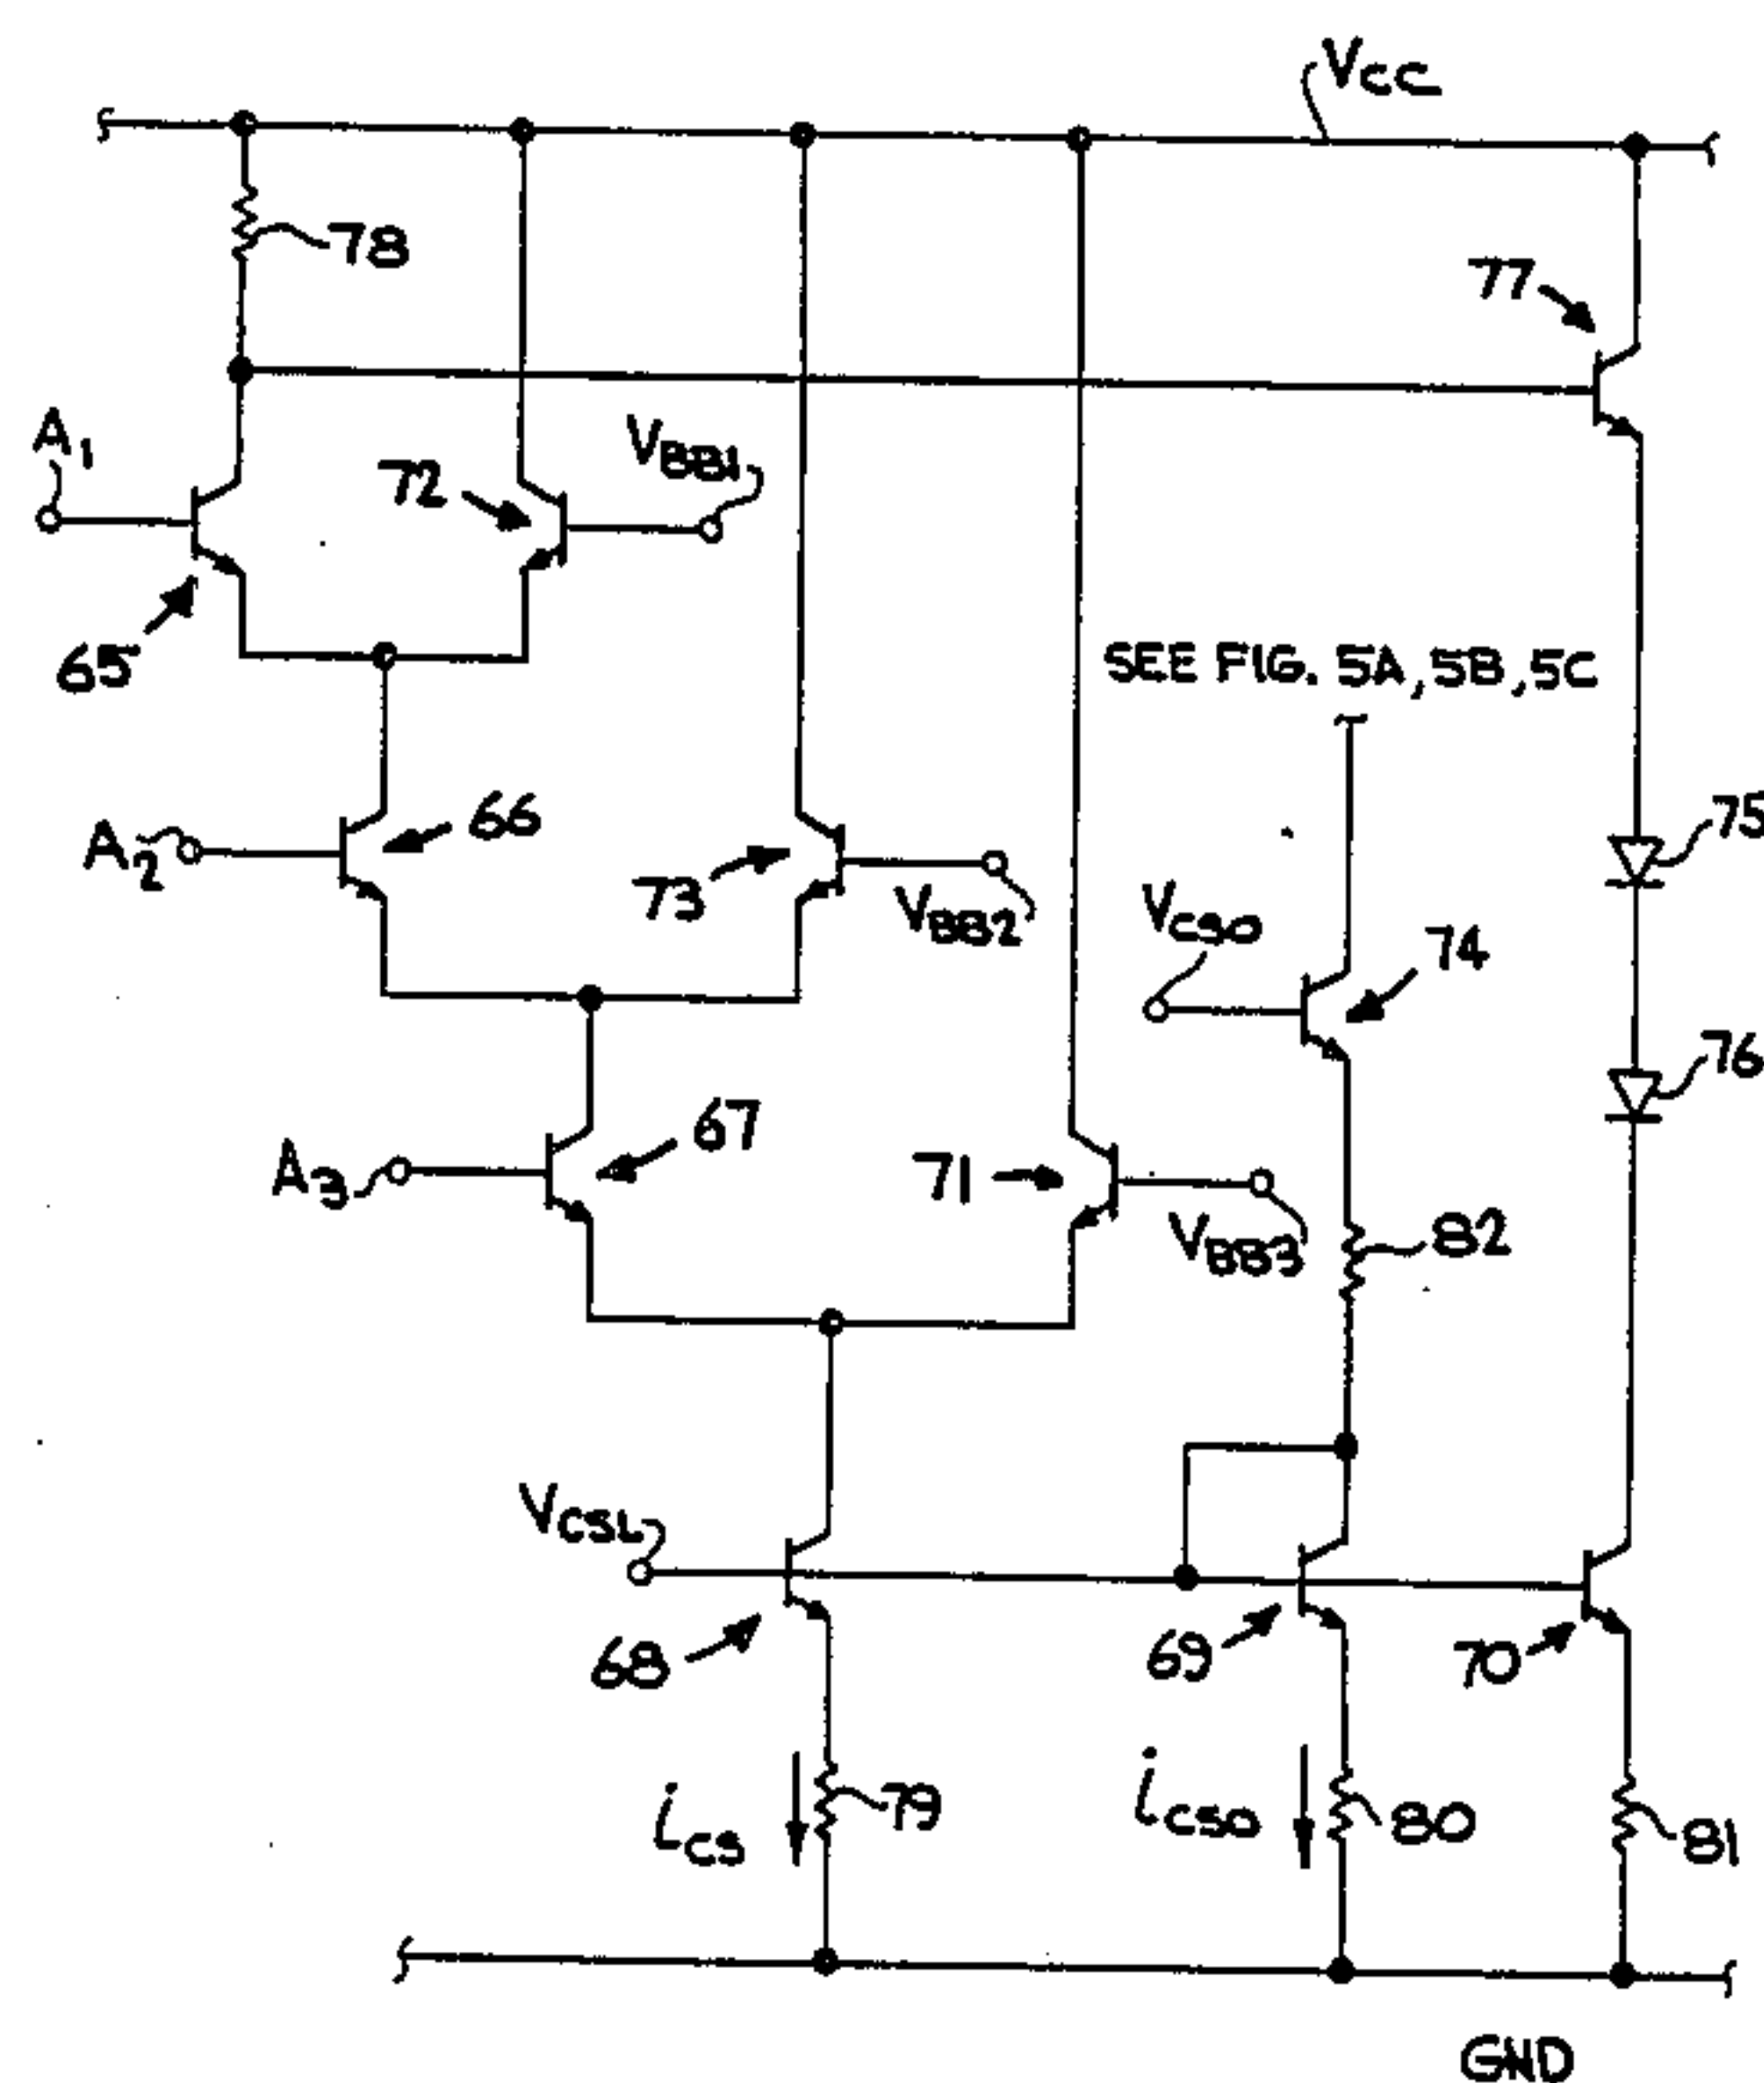 VCC
78
77
A1
72
VBB1
65
SEE FIG. 5A, 5B, 5C
75
A2
66
73
VBB2
VCSO
74
76
A3
67
71
VBB3
82
VCSL
68
69
70
iCS
79
iCSO
80
81
GND